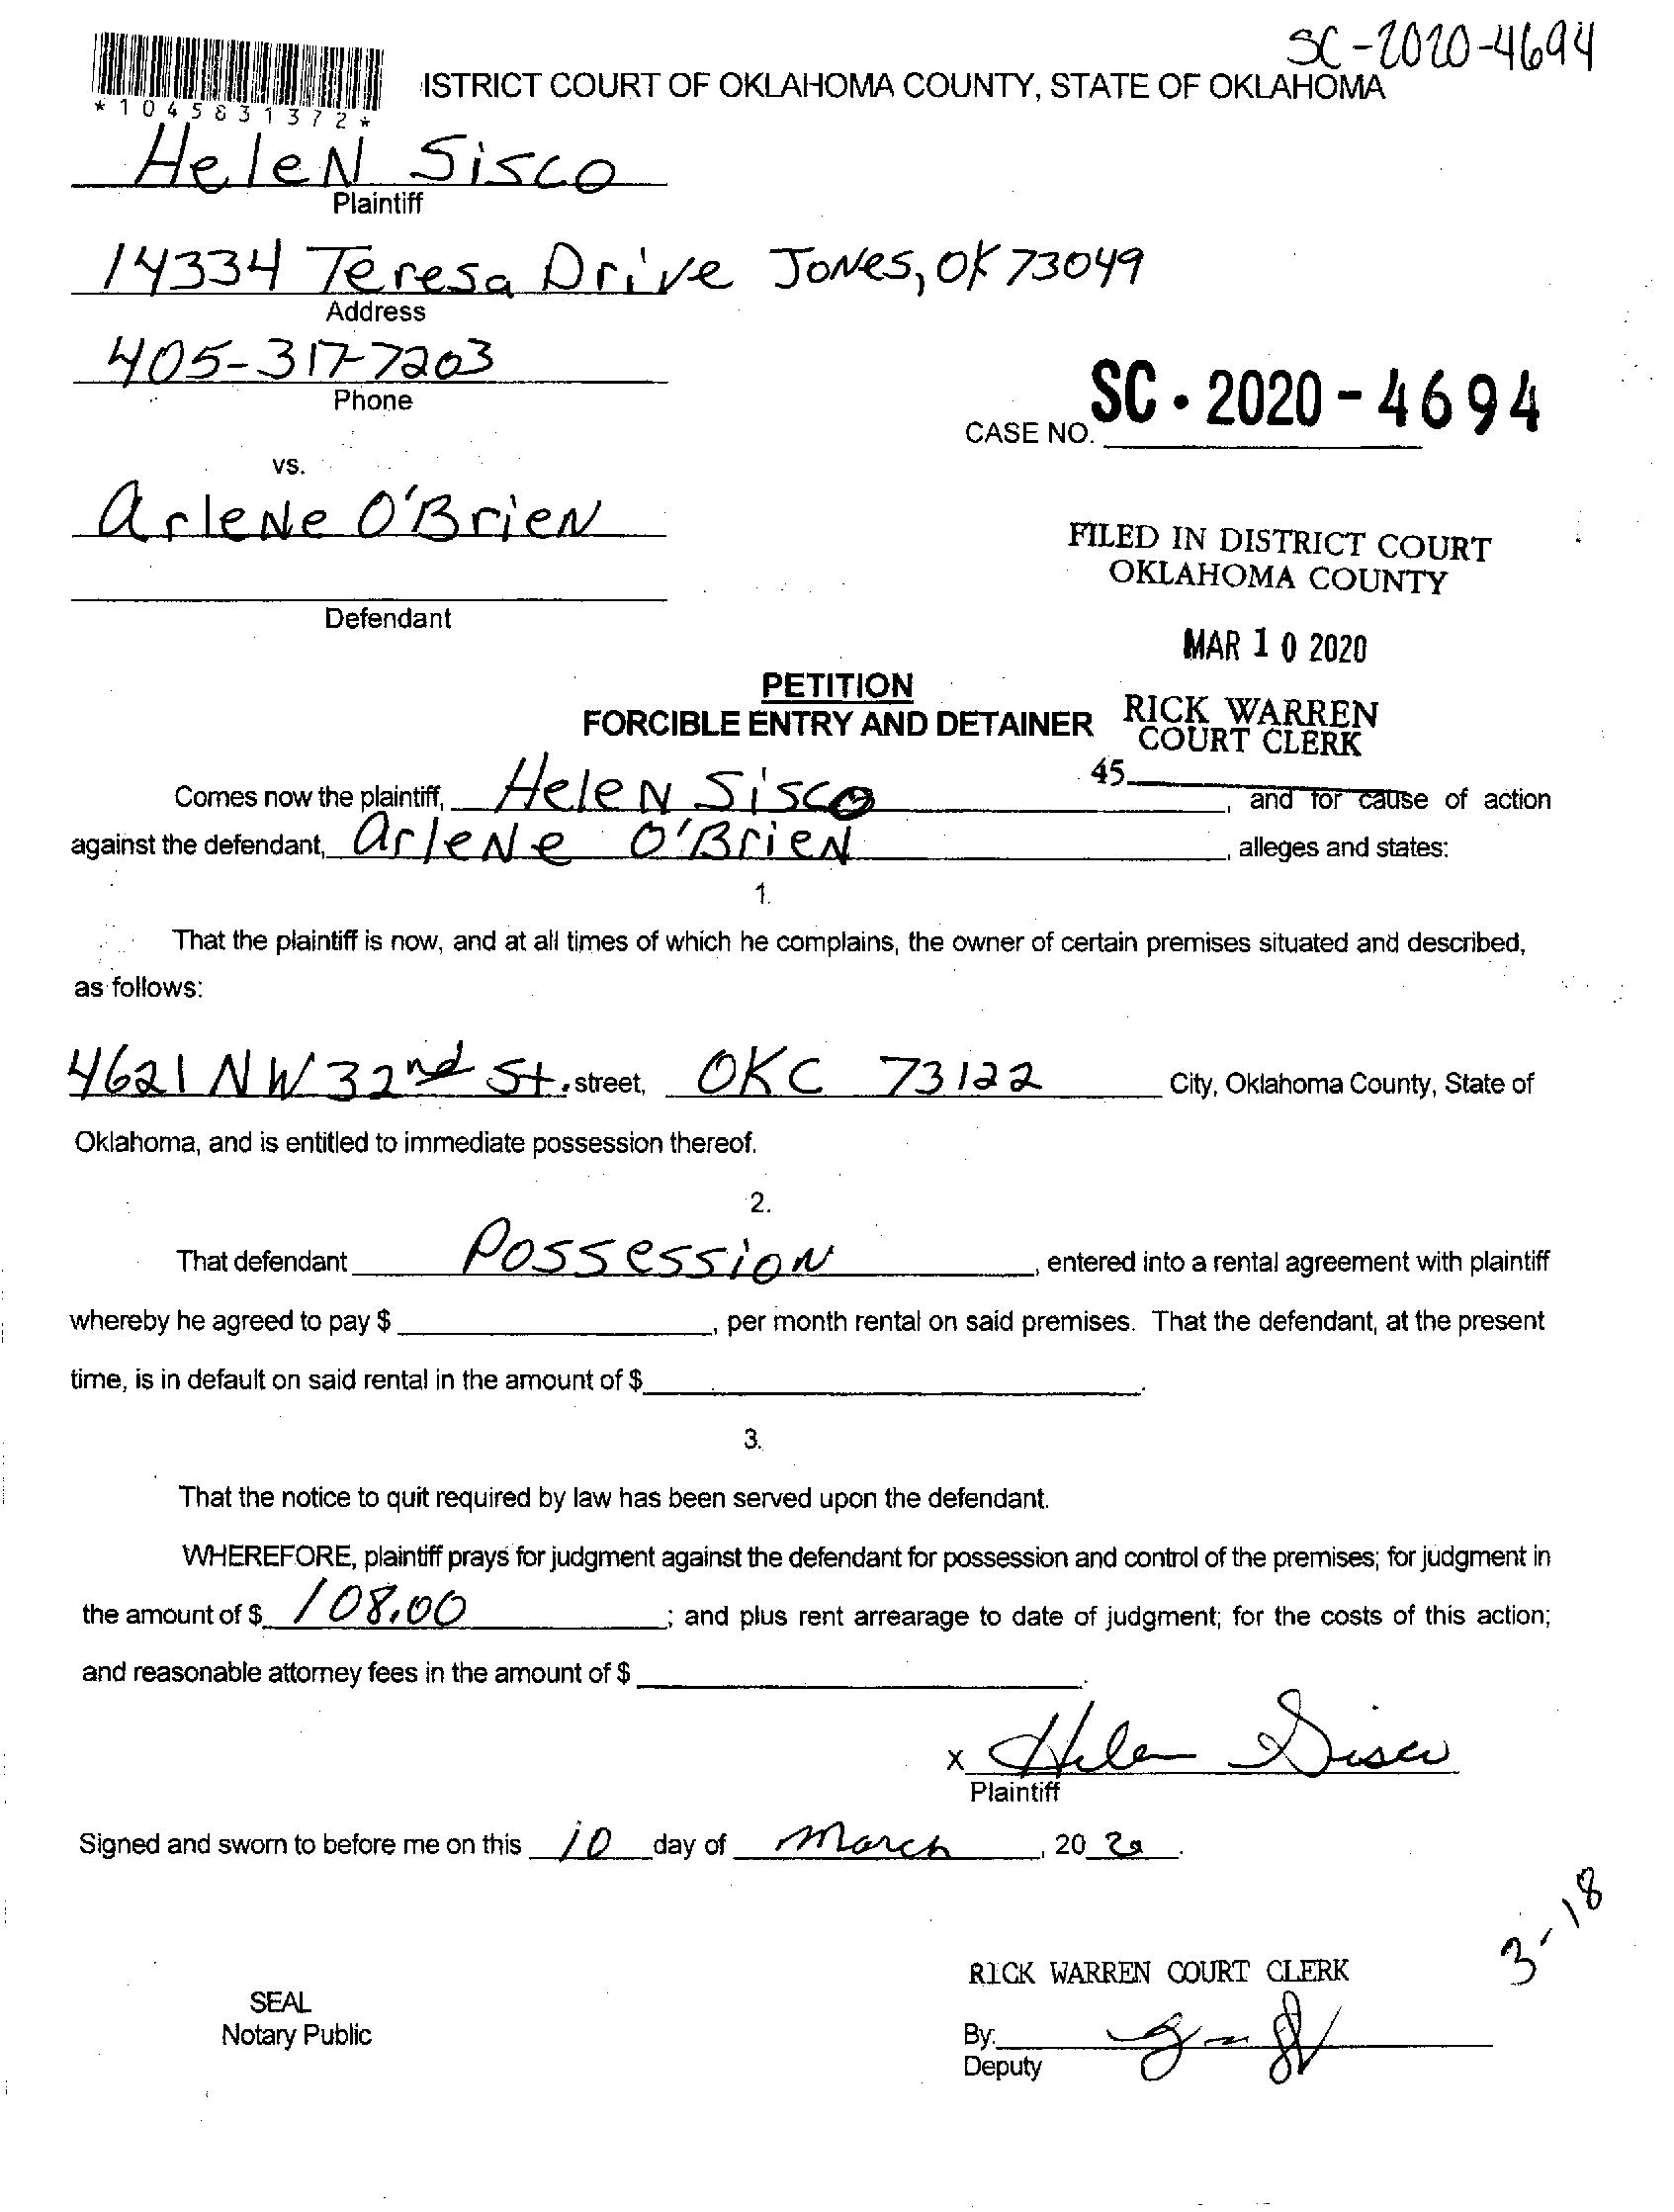 SC-2020-4694
ISTRICT COURT OF OKLAHOMA COUNTY, STATE OF OKLAHOMA
*1045831372*
HeleN Sisco
Plaintiff
14334 Teresa Drive JoNes, OK 73049
Address
405-317-7203
Phone
SC - 2020 - 4694
CASE NO.
vs.
arleNe O'BrieN
FILED IN DISTRICT COURT
OKLAHOMA COUNTY
Defendant
MAR 10 2020
PETITION
FORCIBLE ENTRY AND DETAINER
RICK WARREN
COURT CLERK
45
Comes now the plaintiff, HeleN Sisco, and for cause of action
against the defendant, arleNe O'BrieN, alleges and states:
1.
That the plaintiff is now, and at all times of which he complains, the owner of certain premises situated and described,
as follows:
4621 NW 32nd St. street, OKC 73122 City, Oklahoma County, State of
Oklahoma, and is entitled to immediate possession thereof.
2.
That defendant PossessioN, entered into a rental agreement with plaintiff
whereby he agreed to pay $, per month rental on said premises. That the defendant, at the present
time, is in default on said rental in the amount of $.
3.
That the notice to quit required by law has been served upon the defendant.
WHEREFORE, plaintiff prays for judgment against the defendant for possession and control of the premises; for judgment in
the amount of $ 108.00; and plus rent arrearage to date of judgment; for the costs of this action;
and reasonable attorney fees in the amount of $.
x Helen Sisco
Plaintiff
Signed and sworn to before me on this 10 day of March, 20 20.
3-18
RICK WARREN COURT CLERK
SEAL
Notary Public
By:
Deputy